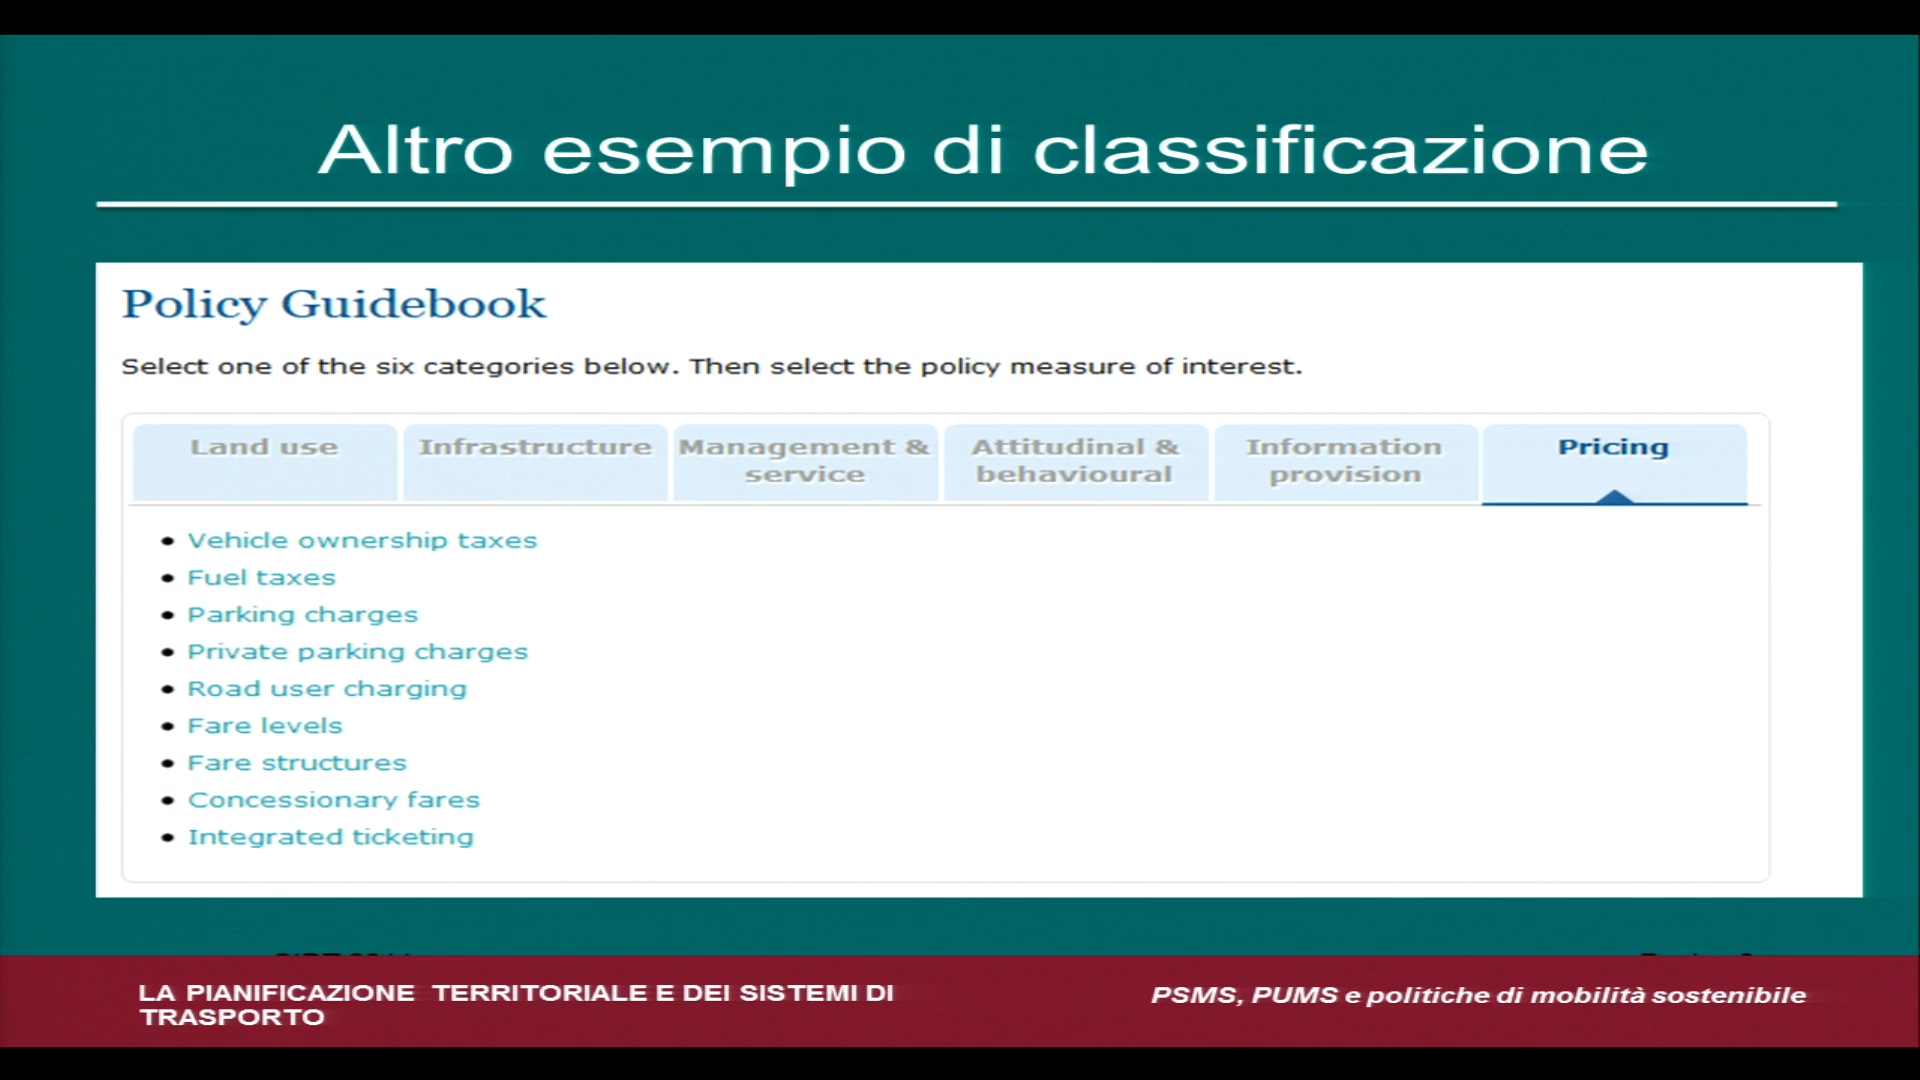 Altro esempio di classificazione
Policy Guidebook
Select one of the six categories below. Then select the policy measure of interest.
Land use
Infrastructure
Management &
service
Attitudinal &
behavioural
Information
provision
Pricing
Vehicle ownership taxes
Fuel taxes
Parking charges
Private parking charges
Road user charging
Fare levels
Fare structures
Concessionary fares
Integrated ticketing
LA PIANIFICAZIONE TERRITORIALE E DEI SISTEMI DI
TRASPORTO
PSMS, PUMS e politiche di mobilità sostenibile